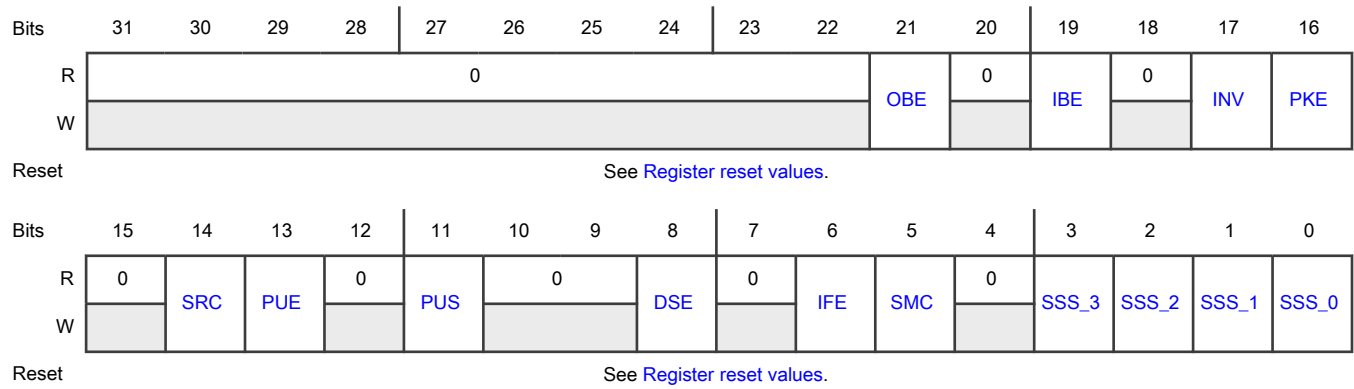 Bits 31 30 29 28 27 26 25 24 23 22 21 20 19 18 17 16
R 0 OBE 0 IBE 0 INV PKE
W
Reset See Register reset values.
Bits 15 14 13 12 11 10 9 8 7 6 5 4 3 2 1 0
R 0 SRC PUE 0 PUS 0 DSE 0 IFE SMC 0 SSS_3 SSS_2 SSS_1 SSS_0
W
Reset See Register reset values.